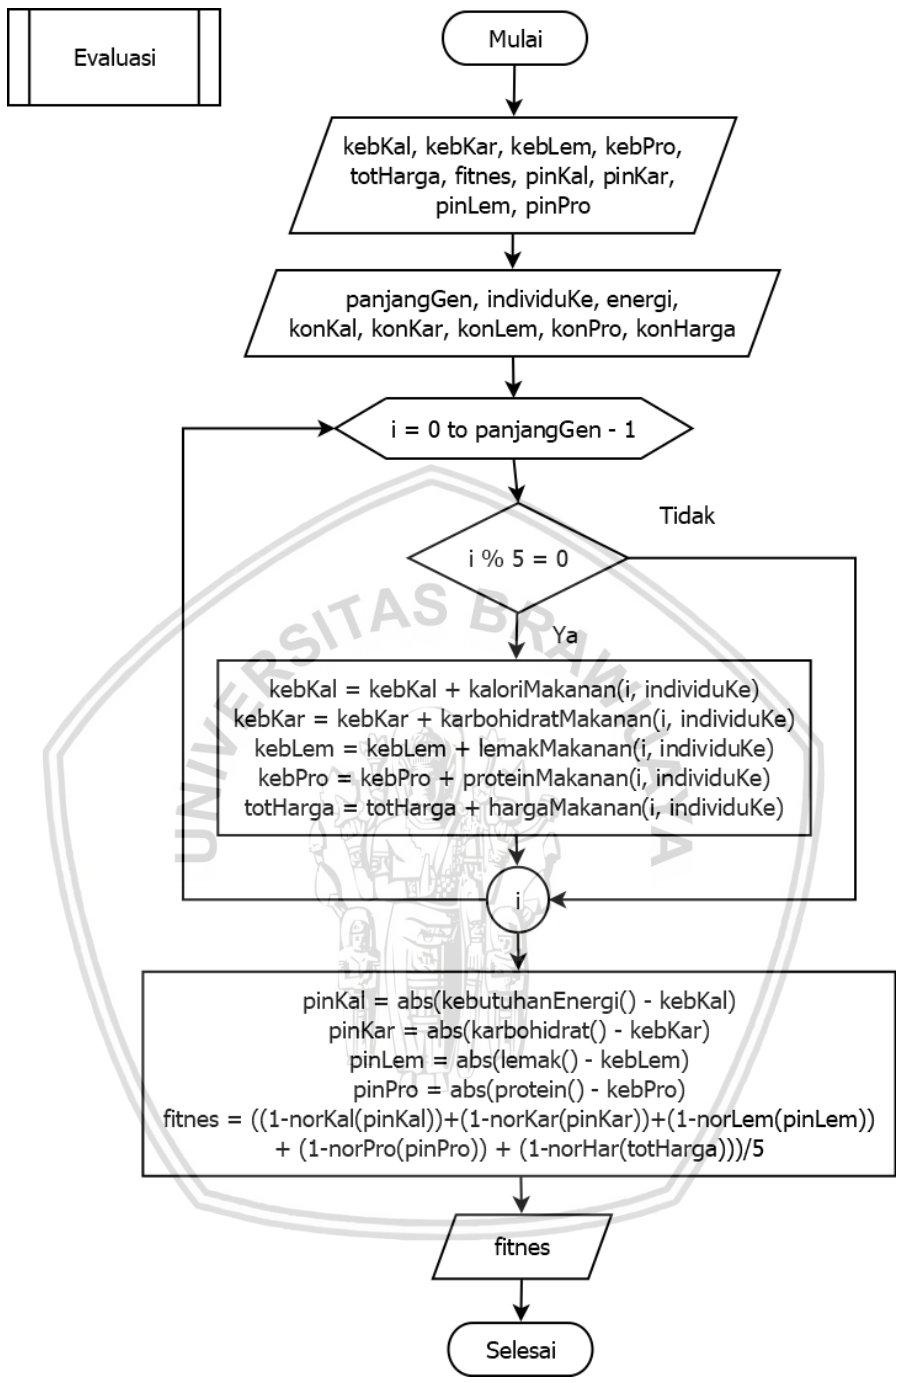 Evaluasi
Mulai
kebKal, kebKar, kebLem, kebPro,
totHarga, fitnes, pinKal, pinKar,
pinLem, pinPro
panjangGen, individuKe, energi,
konKal, konKar, konLem, konPro, konHarga
i = 0 to panjangGen - 1
Tidak
i % 5 = 0
Ya
UNIVERSITAS BRAWIJAYA
kebKal = kebKal + kaloriMakanan(i, individuKe)
kebKar = kebKar + karbohidratMakanan(i, individuKe)
kebLem = kebLem + lemakMakanan(i, individuKe)
kebPro = kebPro + proteinMakanan(i, individuKe)
totHarga = totHarga + hargaMakanan(i, individuKe)
i
pinKal = abs(kebutuhanEnergi() - kebKal)
pinKar = abs(karbohidrat() - kebKar)
pinLem = abs(lemak() - kebLem)
pinPro = abs(protein() - kebPro)
fitnes = ((1-norKal(pinKal))+(1-norKar(pinKar))+(1-norLem(pinLem))
+ (1-norPro(pinPro)) + (1-norHar(totHarga)))/5
fitnes
Selesai